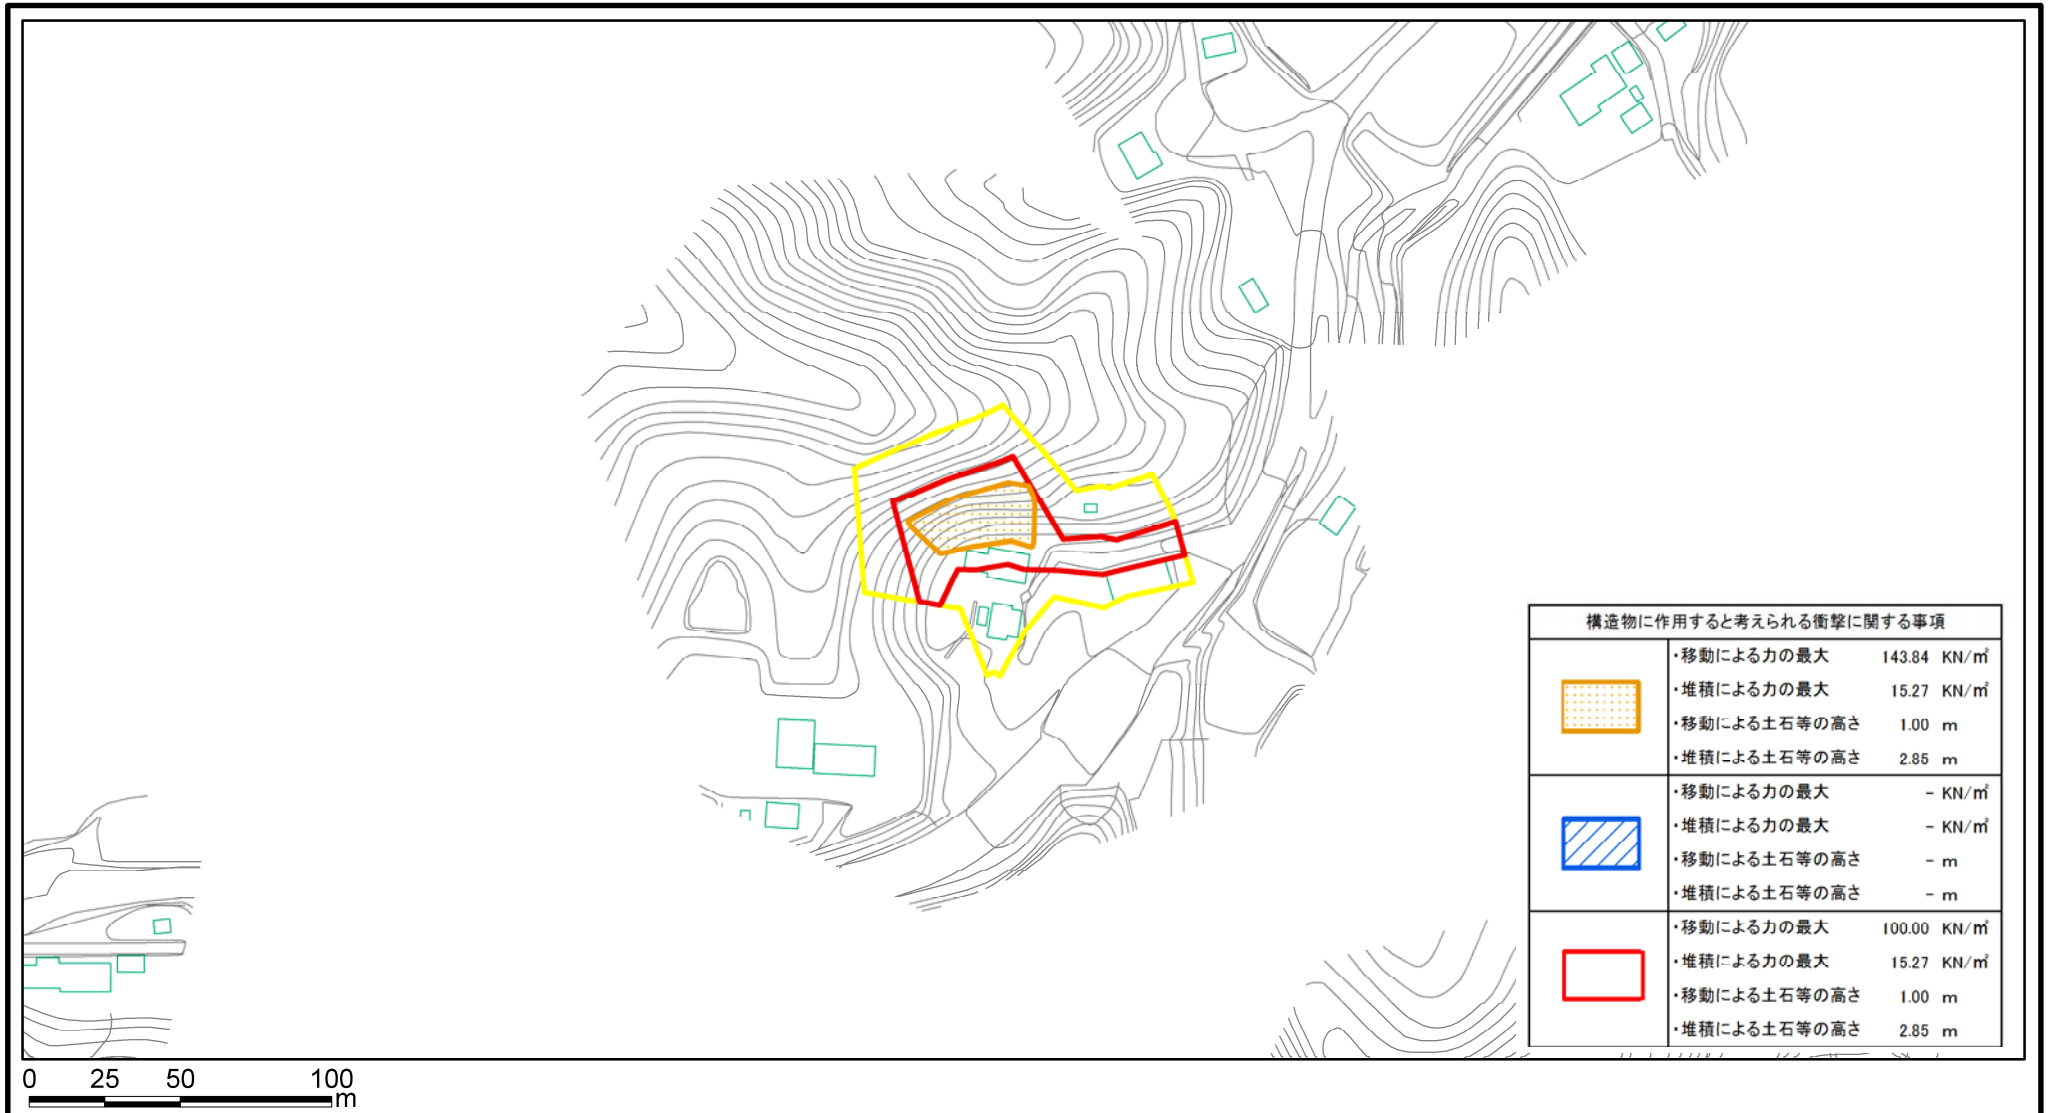 構造物に作用すると考えられる衝撃に関する事項
・移動による力の最大 143.84 KN/㎡
・堆積による力の最大 15.27 KN/㎡
・移動による土石等の高さ 1.00 m
・堆積による土石等の高さ 2.85 m
・移動による力の最大 - KN/㎡
・堆積による力の最大 - KN/㎡
・移動による土石等の高さ - m
・堆積による土石等の高さ - m
・移動による力の最大 100.00 KN/㎡
・堆積による力の最大 15.27 KN/㎡
・移動による土石等の高さ 1.00 m
・堆積による土石等の高さ 2.85 m
0 25 50 100
m